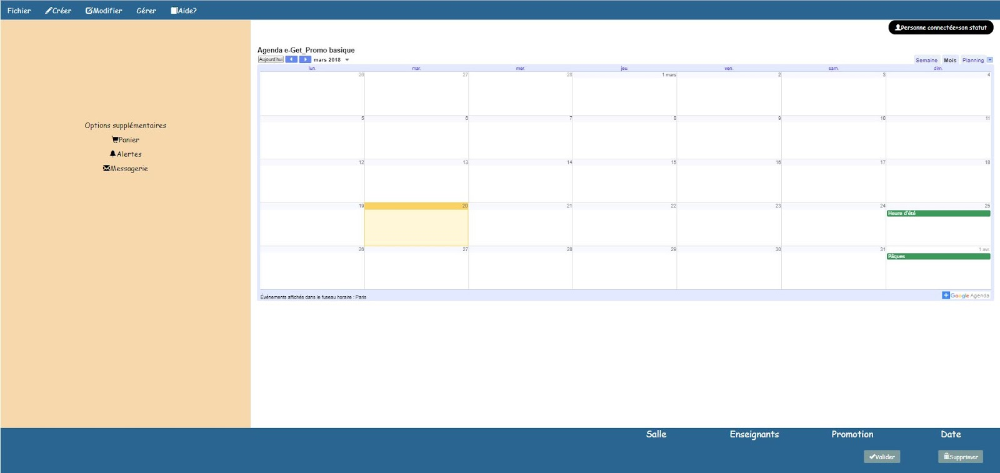 Fichier Créer Modifier Gérer Aide?
Personne connectée+son statut
Agenda e-Get_Promo basique
Aujourd'hui mars 2018 Semaine Mois Planning
lun. mar. mer. jeu. ven. sam. dim.
26 27 28 1 mars 2 3 4
5 6 7 8 9 10 11
Options supplémentaires
Panier
Alertes
Messagerie
12 13 14 15 16 17 18
19 20 21 22 23 24 25
Heure d'été
26 27 28 29 30 31 1 avr.
Pâques
Événements affichés dans le fuseau horaire : Paris
Google Agenda
Salle Enseignants Promotion Date
Valider Supprimer